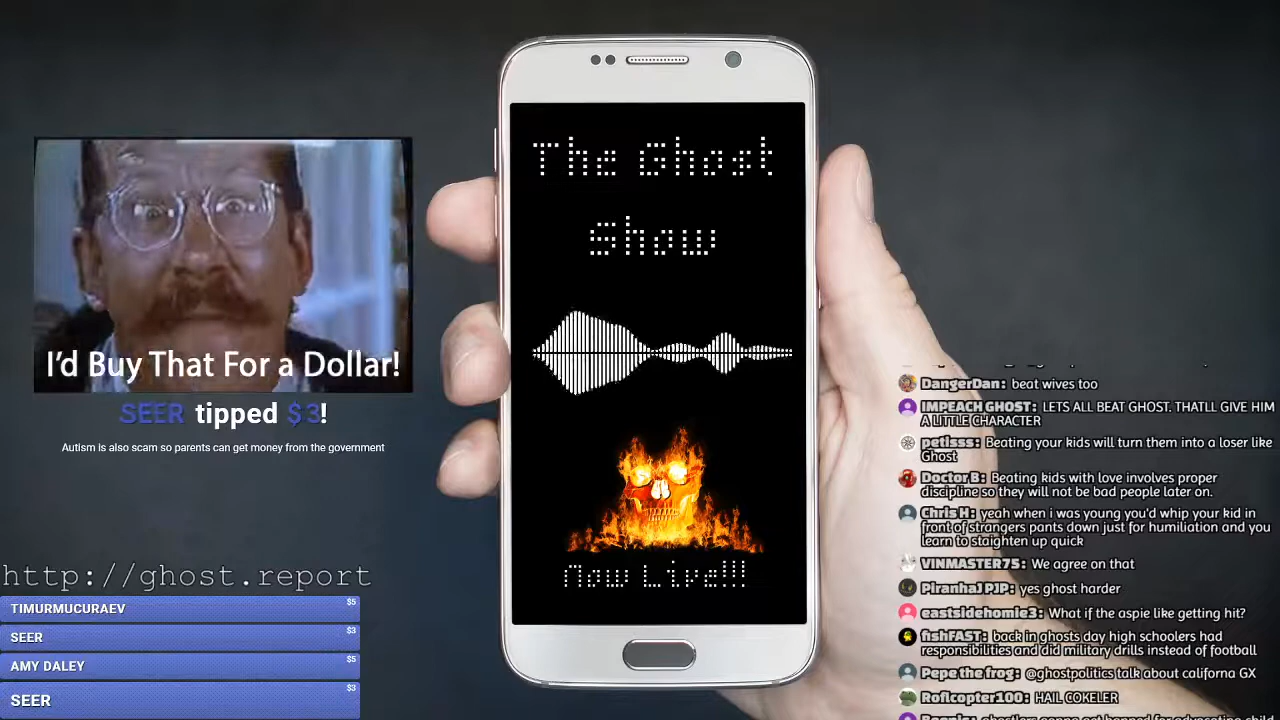 The Ghost
Show
Now Live!!!
I'd Buy That For a Dollar!
SEER tipped $3!
Autism is also scam so parents can get money from the government
http://ghost.report
TIMURMUCURAEV $5
SEER $3
AMY DALEY $5
SEER $3
DangerDan: beat wives too
IMPEACH GHOST: LETS ALL BEAT GHOST. THATLL GIVE HIM
A LITTLE CHARACTER
petisss: Beating your kids will turn them into a loser like
Ghost
Doctor B: Beating kids with love involves proper
discipline so they will not be bad people later on.
Chris H: yeah when i was young you'd whip your kid in
front of strangers pants down just for humiliation and you
learn to staighten up quick
VINMASTER75: We agree on that
PiranhaJ PJP: yes ghost harder
eastsidehomie3: What if the aspie like getting hit?
fishFAST: back in ghosts day high schoolers had
responsibilities and did military drills instead of football
Pepe the frog: @ghostpolitics talk about californa GX
Roflcopter100: HAIL COKELER